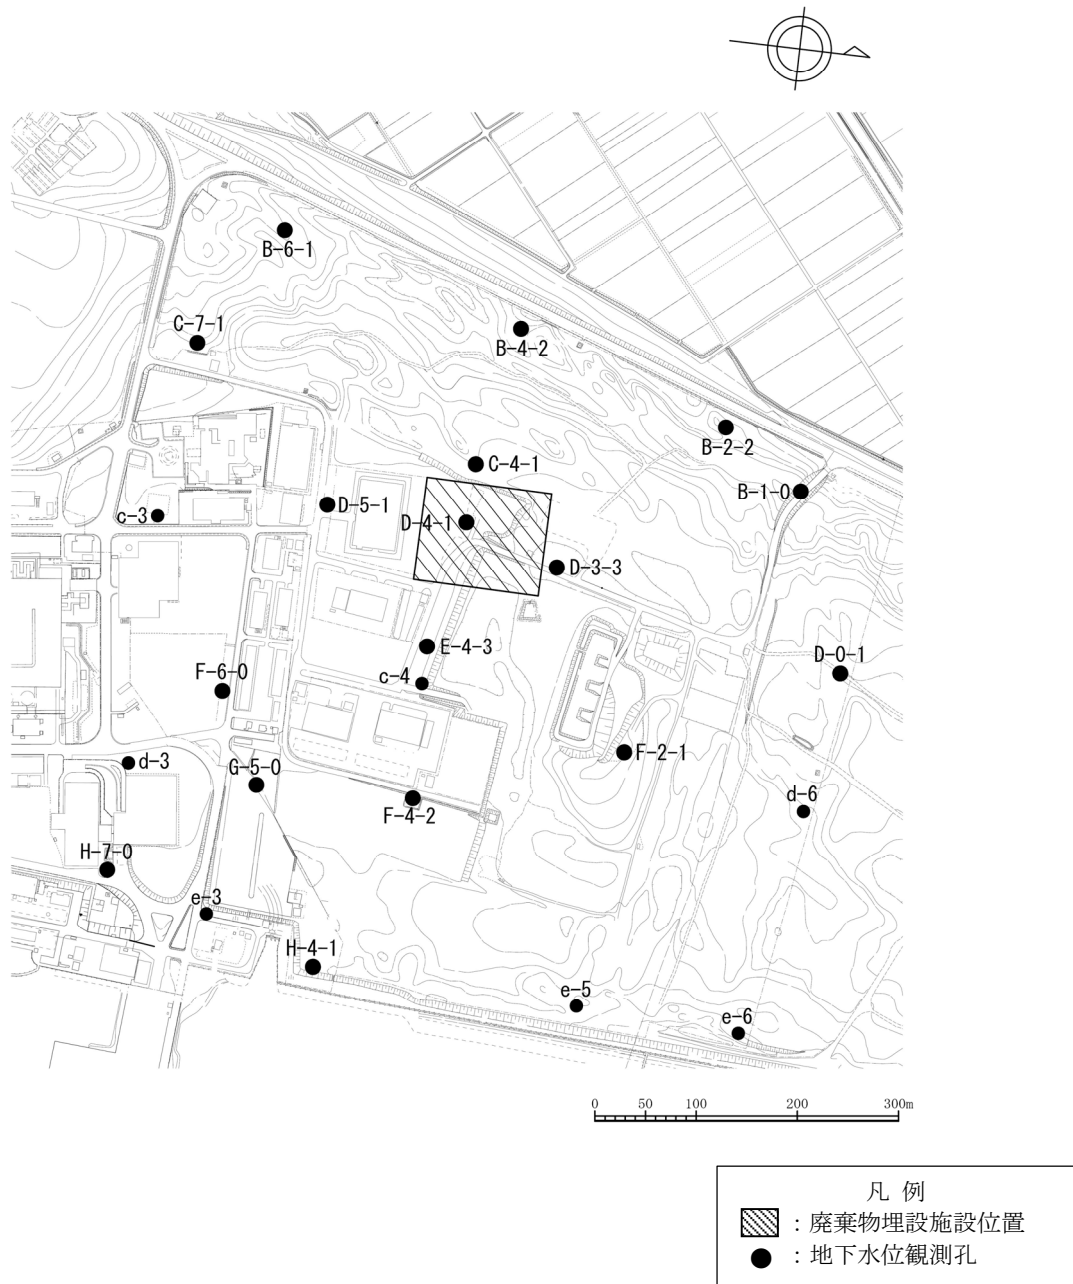 B-6-1
C-7-1
B-4-2
B-2-2
C-4-1
B-1-0
D-5-1
c-3
D-4-1
D-3-3
E-4-3
D-0-1
c-4
F-6-0
F-2-1
d-3
G-5-0
d-6
F-4-2
H-7-0
e-3
H-4-1
e-5
e-6
0 50 100 200 300m
凡 例
：廃棄物埋設施設位置
：地下水位観測孔